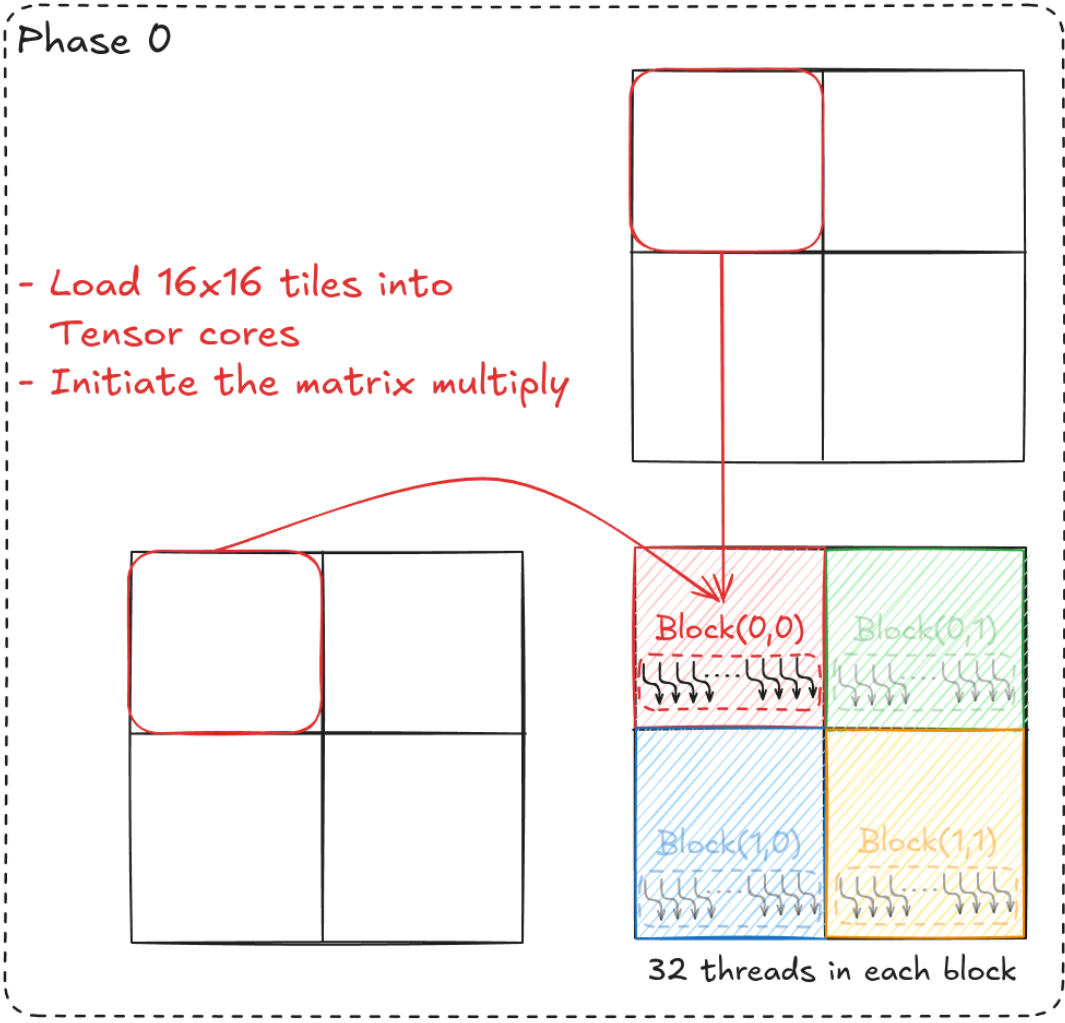 Phase 0
- Load 16x16 tiles into
Tensor cores
- Initiate the matrix multiply
Block(0,0)
Block(0,1)
Block(1,0)
Block(1,1)
32 threads in each block